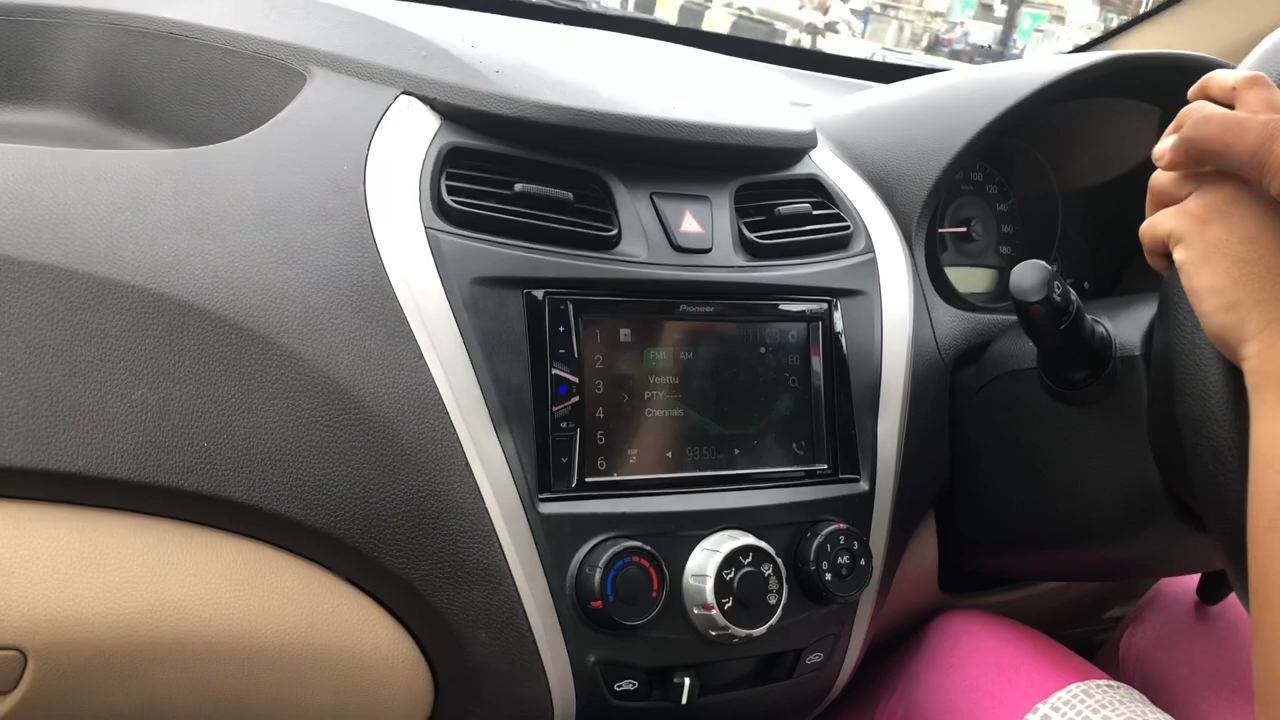 Pioneer
1
2
3
4
5
6
FM1 AM
EQ
Veettu
PTY:----
Chennais
93.50
100
120
140
160
180
0 1 2 3 4
A/C